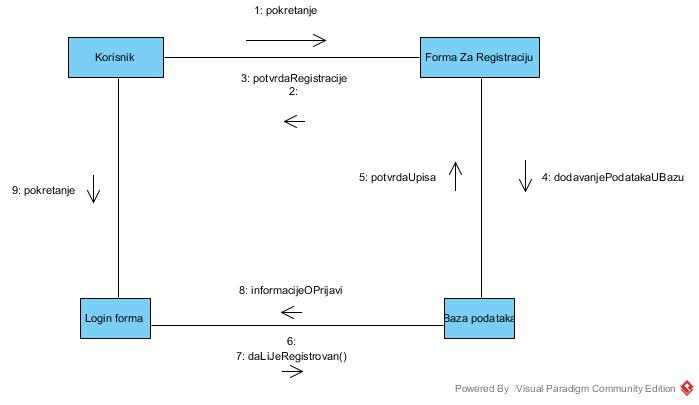 1: pokretanje
Korisnik
Forma Za Registraciju
3: potvrdaRegistracije
2:
5: potvrdaUpisa
4: dodavanjePodatakaUBazu
9: pokretanje
8: informacijeOPrijavi
Login forma
Baza podataka
6:
7: daLiJeRegistrovan()
Powered By Visual Paradigm Community Edition